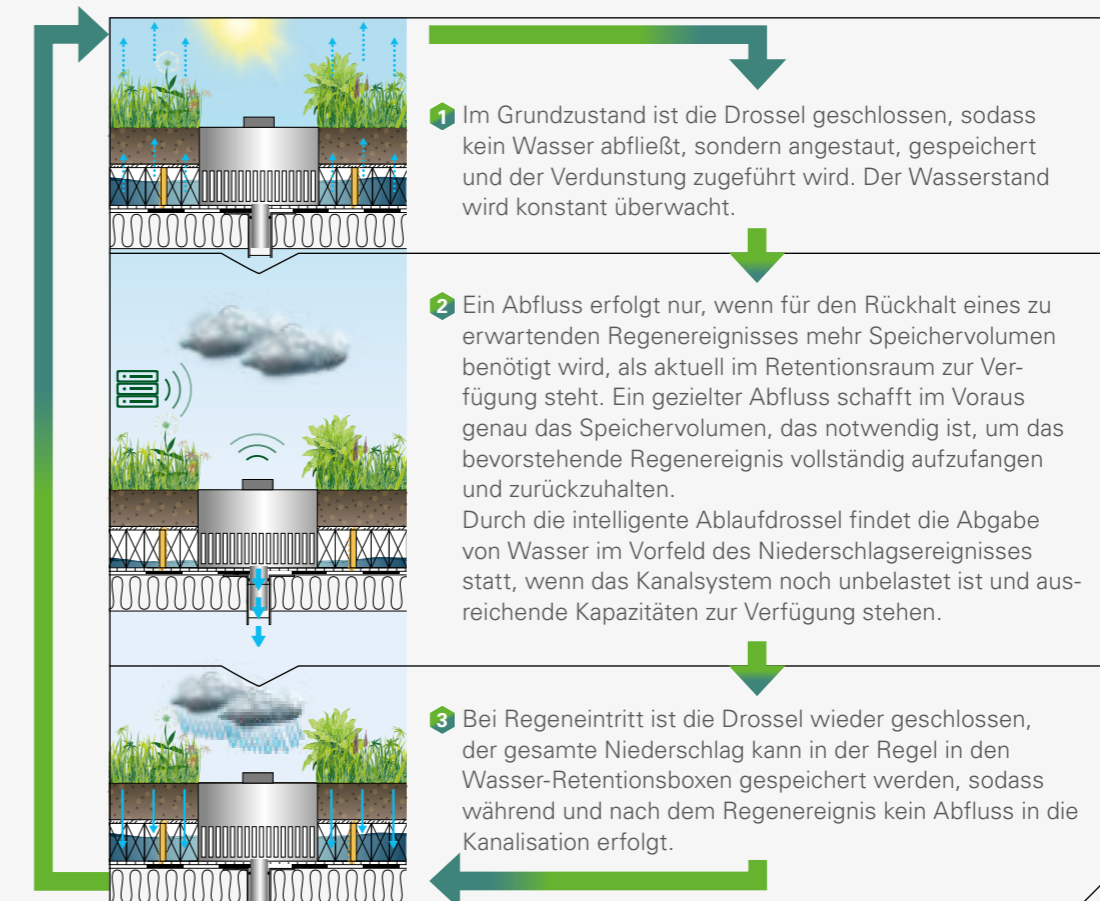 1 Im Grundzustand ist die Drossel geschlossen, sodass
kein Wasser abfließt, sondern angestaut, gespeichert
und der Verdunstung zugeführt wird. Der Wasserstand
wird konstant überwacht.
2 Ein Abfluss erfolgt nur, wenn für den Rückhalt eines zu
erwartenden Regenereignisses mehr Speichervolumen
benötigt wird, als aktuell im Retentionsraum zur Ver-
fügung steht. Ein gezielter Abfluss schafft im Voraus
genau das Speichervolumen, das notwendig ist, um das
bevorstehende Regenereignis vollständig aufzufangen
und zurückzuhalten.
Durch die intelligente Ablaufdrossel findet die Abgabe
von Wasser im Vorfeld des Niederschlagsereignisses
statt, wenn das Kanalsystem noch unbelastet ist und aus-
reichende Kapazitäten zur Verfügung stehen.
3 Bei Regeneintritt ist die Drossel wieder geschlossen,
der gesamte Niederschlag kann in der Regel in den
Wasser-Retentionsboxen gespeichert werden, sodass
während und nach dem Regenereignis kein Abfluss in die
Kanalisation erfolgt.